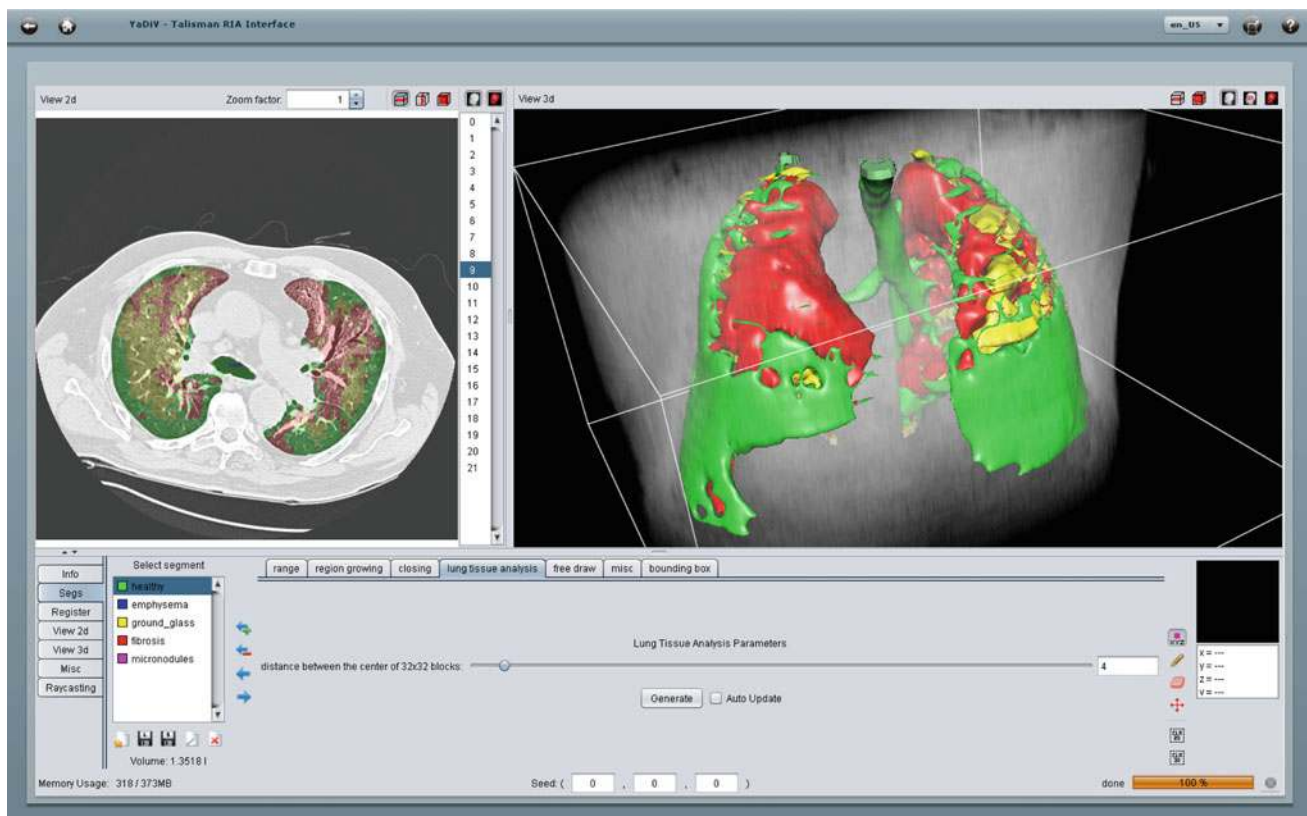 YaDiV - Talisman RIA Interface
en_US
View 2d
Zoom factor: 1
View 3d
0
1
2
3
4
5
6
7
8
9
10
11
12
13
14
15
16
17
18
19
20
21
Info
Segs
Register
View 2d
View 3d
Misc
Raycasting
Select segment
healthy
emphysema
ground_glass
fibrosis
micronodules
Volume: 1.3518 l
range
region growing
closing
lung tissue analysis
free draw
misc
bounding box
Lung Tissue Analysis Parameters
distance between the center of 32x32 blocks:
4
Generate
Auto Update
XYZ
x = ---
y = ---
z = ---
v = ---
Memory Usage: 318 / 373MB
Seed: ( 0 , 0 , 0 )
done
100 %